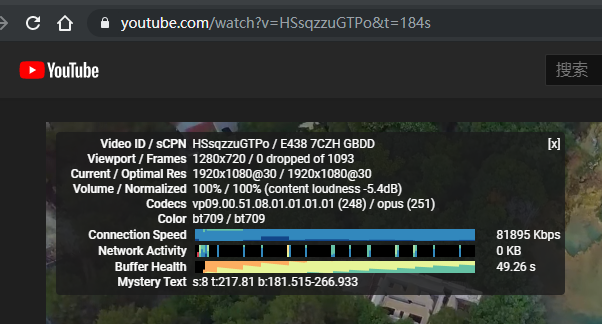 youtube.com/watch?v=HSsqzzuGTPo&t=184s
YouTube
搜索
Video ID / sCPN HSsqzzuGTPo / E438 7CZH GBDD [x]
Viewport / Frames 1280x720 / 0 dropped of 1093
Current / Optimal Res 1920x1080@30 / 1920x1080@30
Volume / Normalized 100% / 100% (content loudness -5.4dB)
Codecs vp09.00.51.08.01.01.01.01 (248) / opus (251)
Color bt709 / bt709
Connection Speed 81895 Kbps
Network Activity 0 KB
Buffer Health 49.26 s
Mystery Text s:8 t:217.81 b:181.515-266.933